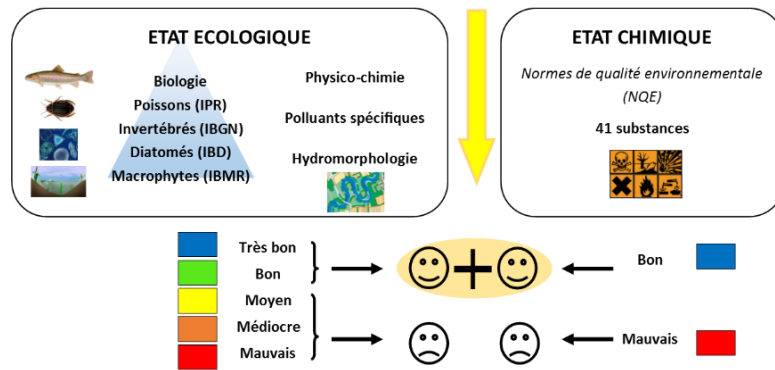 ETAT ECOLOGIQUE
Biologie
Poissons (IPR)
Invertébrés (IBGN)
Diatomés (IBD)
Macrophytes (IBMR)
Physico-chimie
Polluants spécifiques
Hydromorphologie
ETAT CHIMIQUE
Normes de qualité environnementale
(NQE)
41 substances
Très bon
Bon
Moyen
Médiocre
Mauvais
Bon
Mauvais